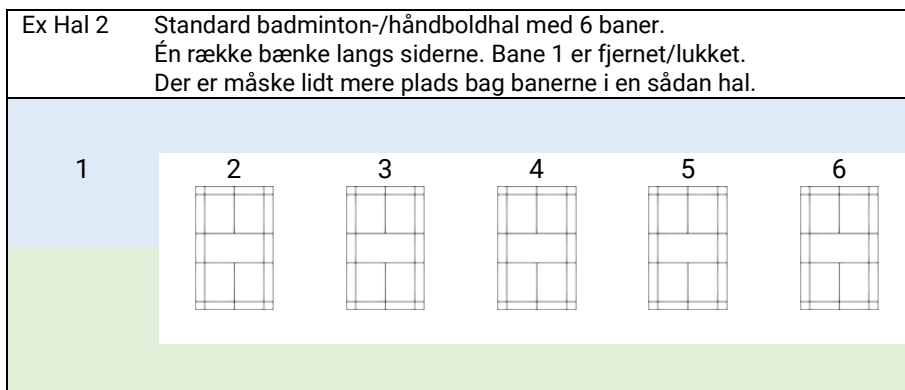 Ex Hal 2 Standard badminton-/håndboldhal med 6 baner.
Én række bænke langs siderne. Bane 1 er fjernet/lukket.
Der er måske lidt mere plads bag banerne i en sådan hal.
1 2 3 4 5 6